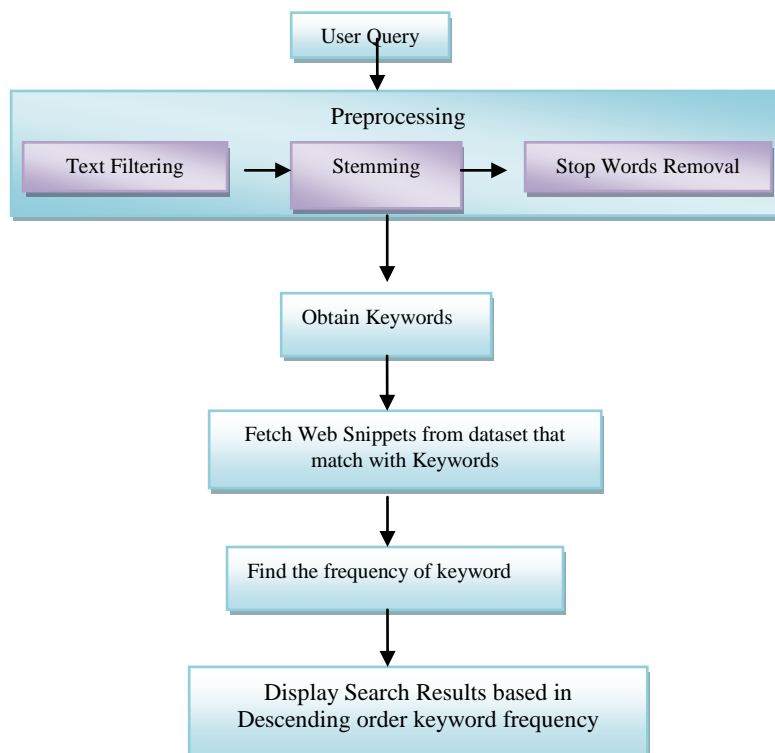 User Query
Preprocessing
Text Filtering
Stemming
Stop Words Removal
Obtain Keywords
Fetch Web Snippets from dataset that
match with Keywords
Find the frequency of keyword
Display Search Results based in
Descending order keyword frequency